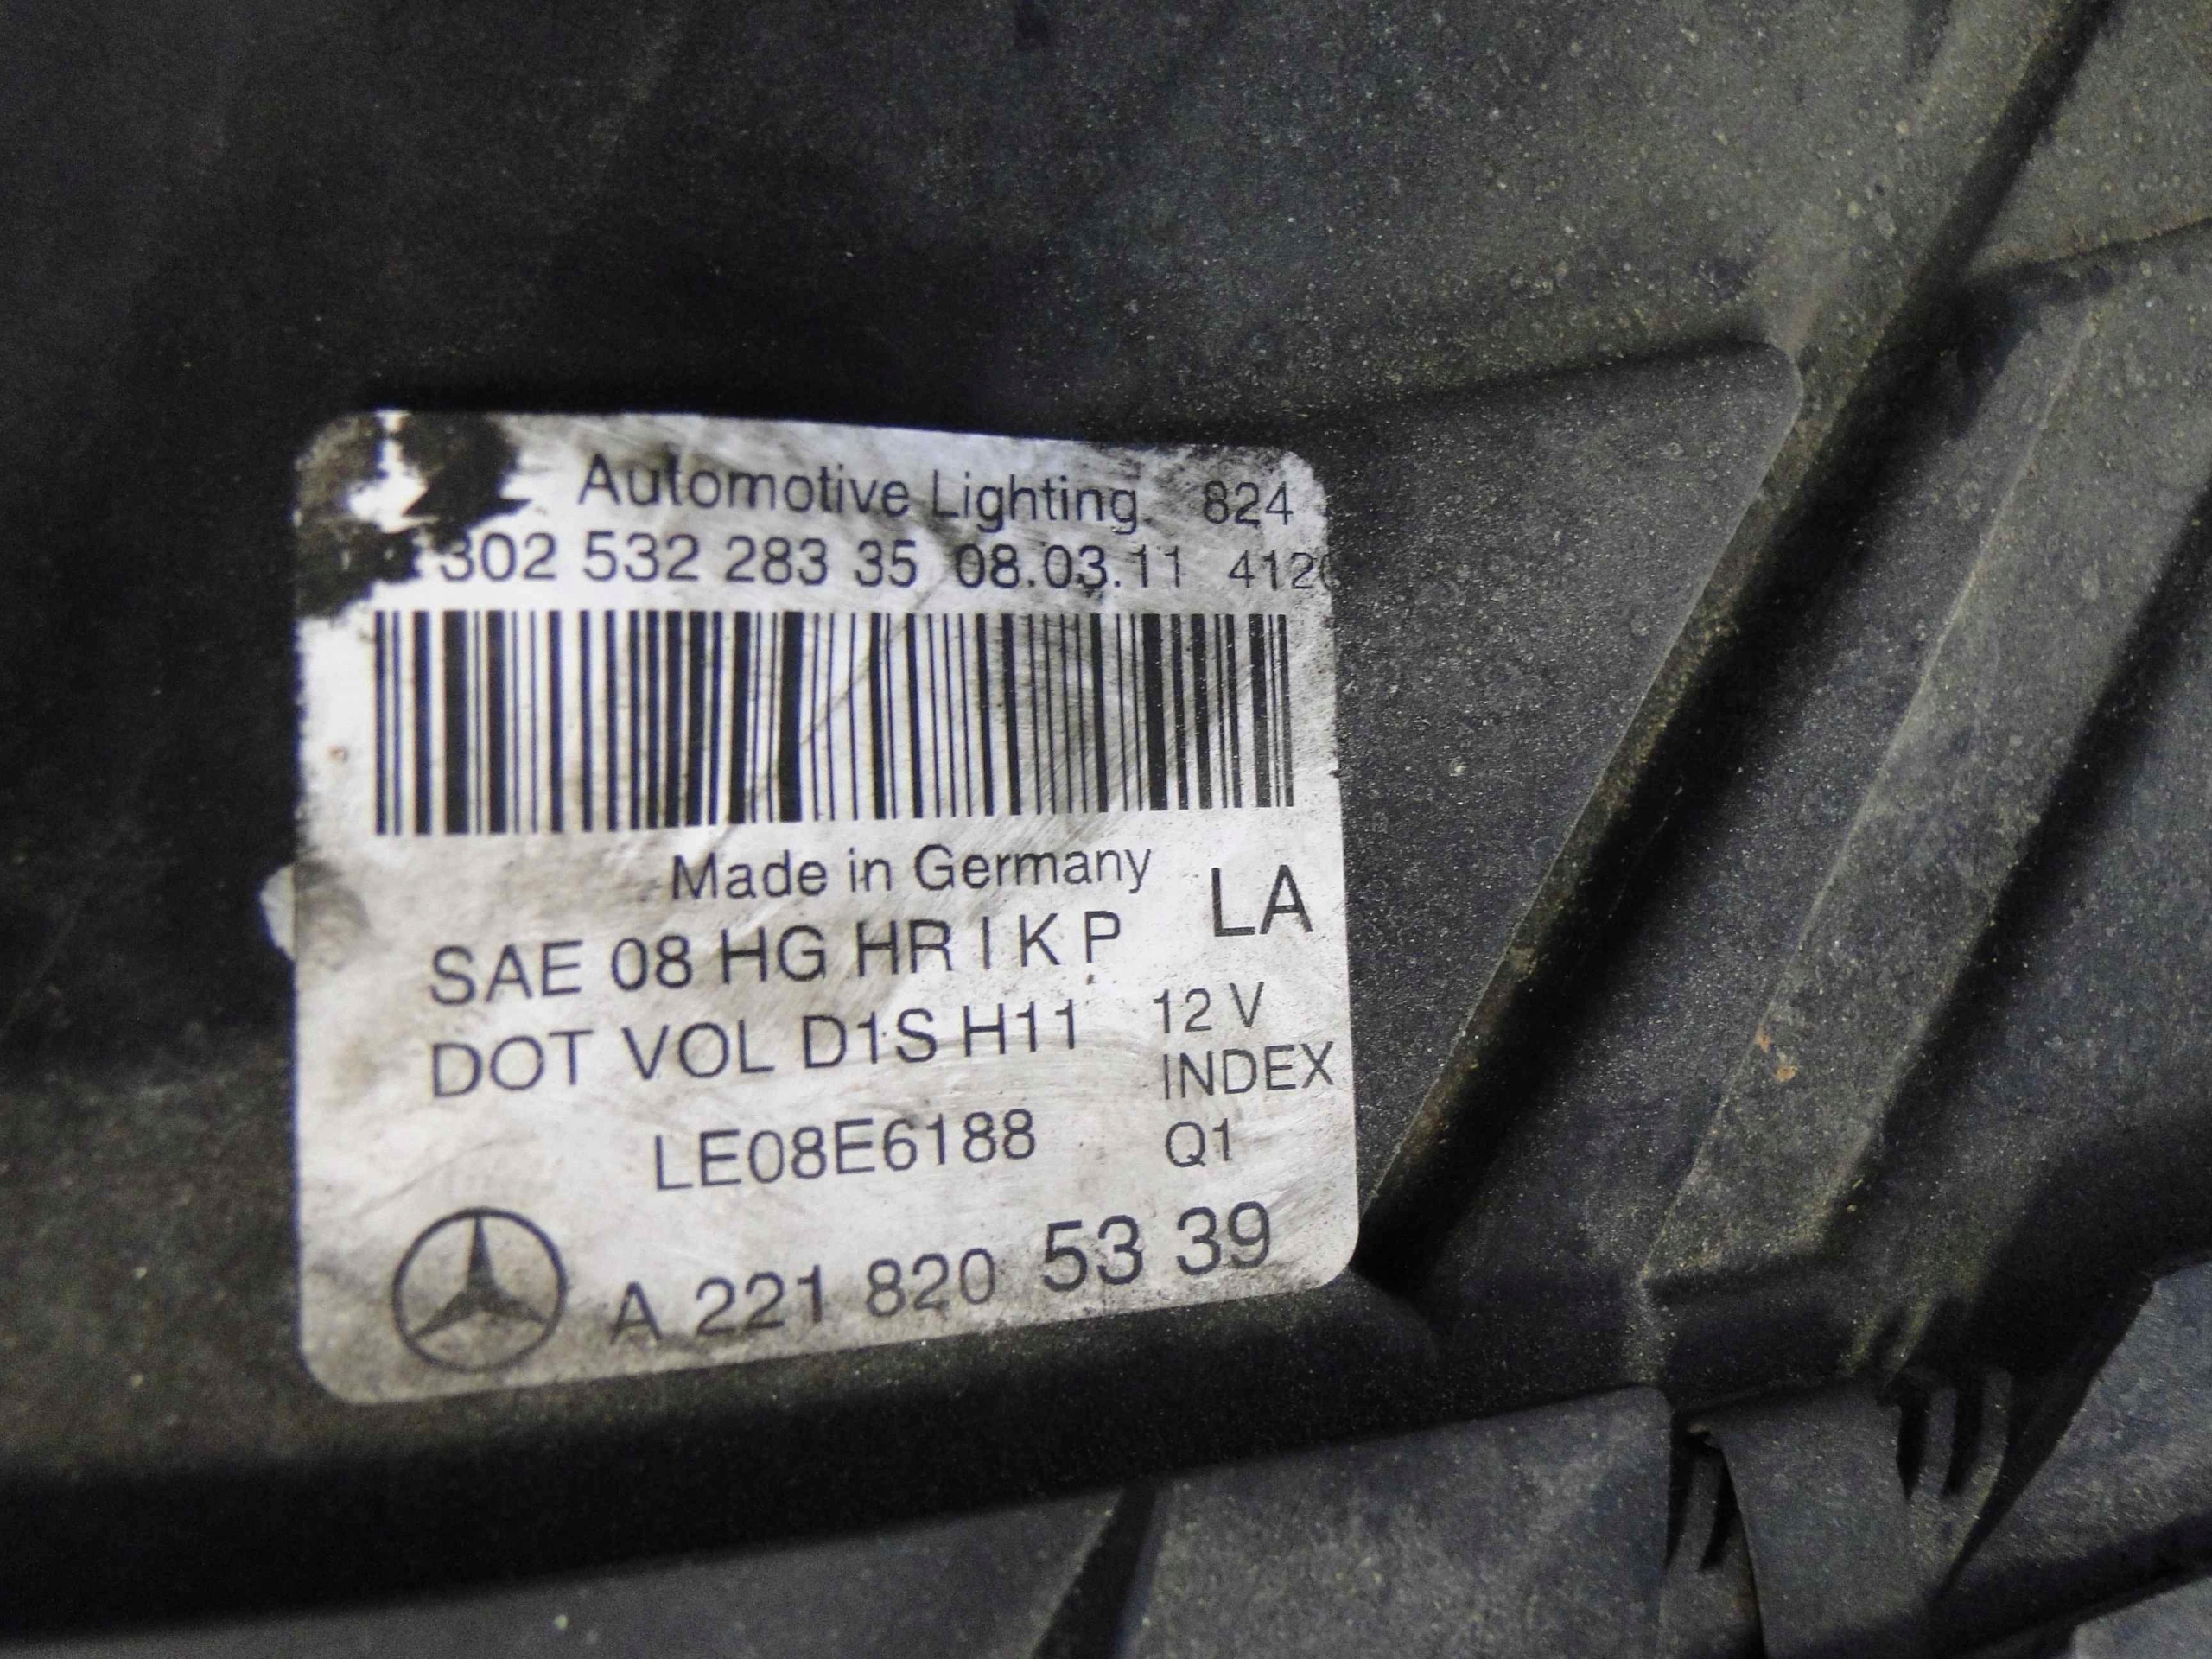 Automotive Lighting 824
302 532 283 35 08.03.11 412
Made in Germany
LA
SAE 08 HG HR I K P
DOT VOL D1S H11 12 V
INDEX
LE08E6188 Q1
A 221 820 53 39